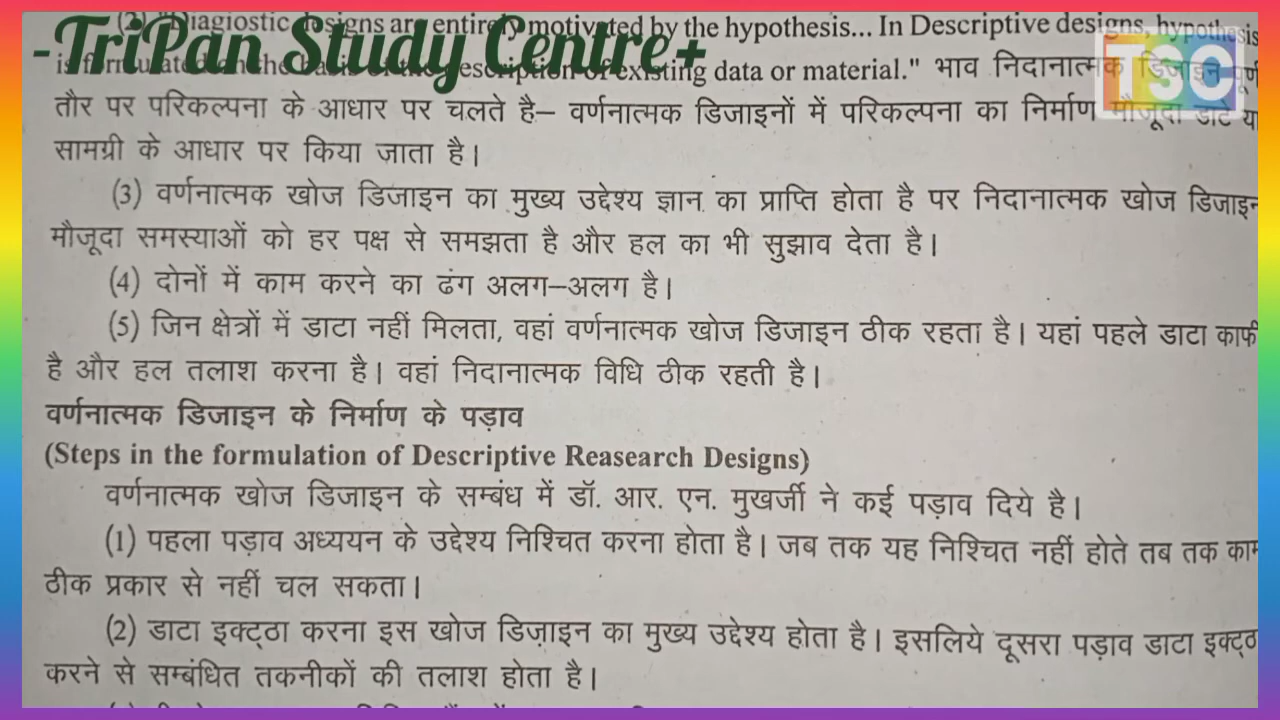 -TriPan Study Centre+
TSC
(2) "Diagiostic designs are entirely motivated by the hypothesis... In Descriptive designs, hypothesis
is formulated on the basis of the description of existing data or material." भाव निदानात्मक डिजाइन पूर्ण
तौर पर परिकल्पना के आधार पर चलते है– वर्णनात्मक डिजाइनों में परिकल्पना का निर्माण मौजूदा डाटे या
सामग्री के आधार पर किया जाता है।
(3) वर्णनात्मक खोज डिजाइन का मुख्य उद्देश्य ज्ञान का प्राप्ति होता है पर निदानात्मक खोज डिजाइन
मौजूदा समस्याओं को हर पक्ष से समझता है और हल का भी सुझाव देता है।
(4) दोनों में काम करने का ढंग अलग–अलग है।
(5) जिन क्षेत्रों में डाटा नहीं मिलता, वहां वर्णनात्मक खोज डिजाइन ठीक रहता है। यहां पहले डाटा काफी
है और हल तलाश करना है। वहां निदानात्मक विधि ठीक रहती है।
वर्णनात्मक डिजाइन के निर्माण के पड़ाव
(Steps in the formulation of Descriptive Reasearch Designs)
वर्णनात्मक खोज डिजाइन के सम्बंध में डॉ. आर. एन. मुखर्जी ने कई पड़ाव दिये है।
(1) पहला पड़ाव अध्ययन के उद्देश्य निश्चित करना होता है। जब तक यह निश्चित नहीं होते तब तक काम
ठीक प्रकार से नहीं चल सकता।
(2) डाटा इक्ट्ठा करना इस खोज डिज़ाइन का मुख्य उद्देश्य होता है। इसलिये दूसरा पड़ाव डाटा इक्ट्ठा
करने से सम्बंधित तकनीकों की तलाश होता है।